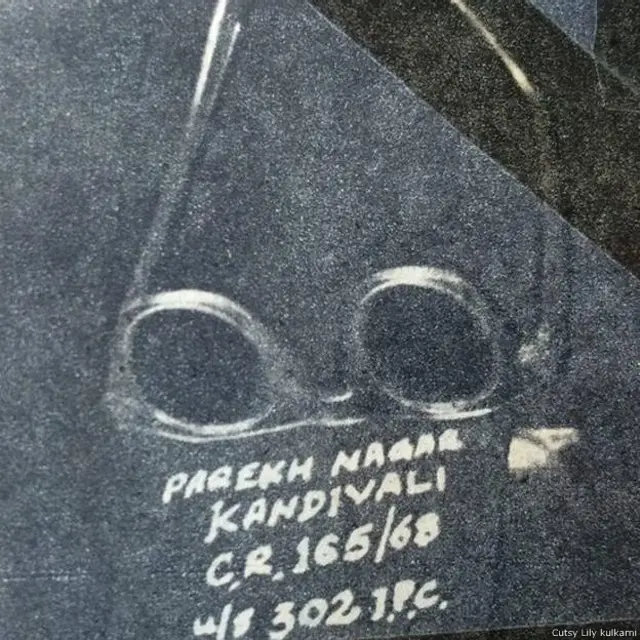 PAREKH NAGAR
KANDIVALI
C.R. 165/68
u/s 302 I.P.C.
Cutsy Lily kulkarni